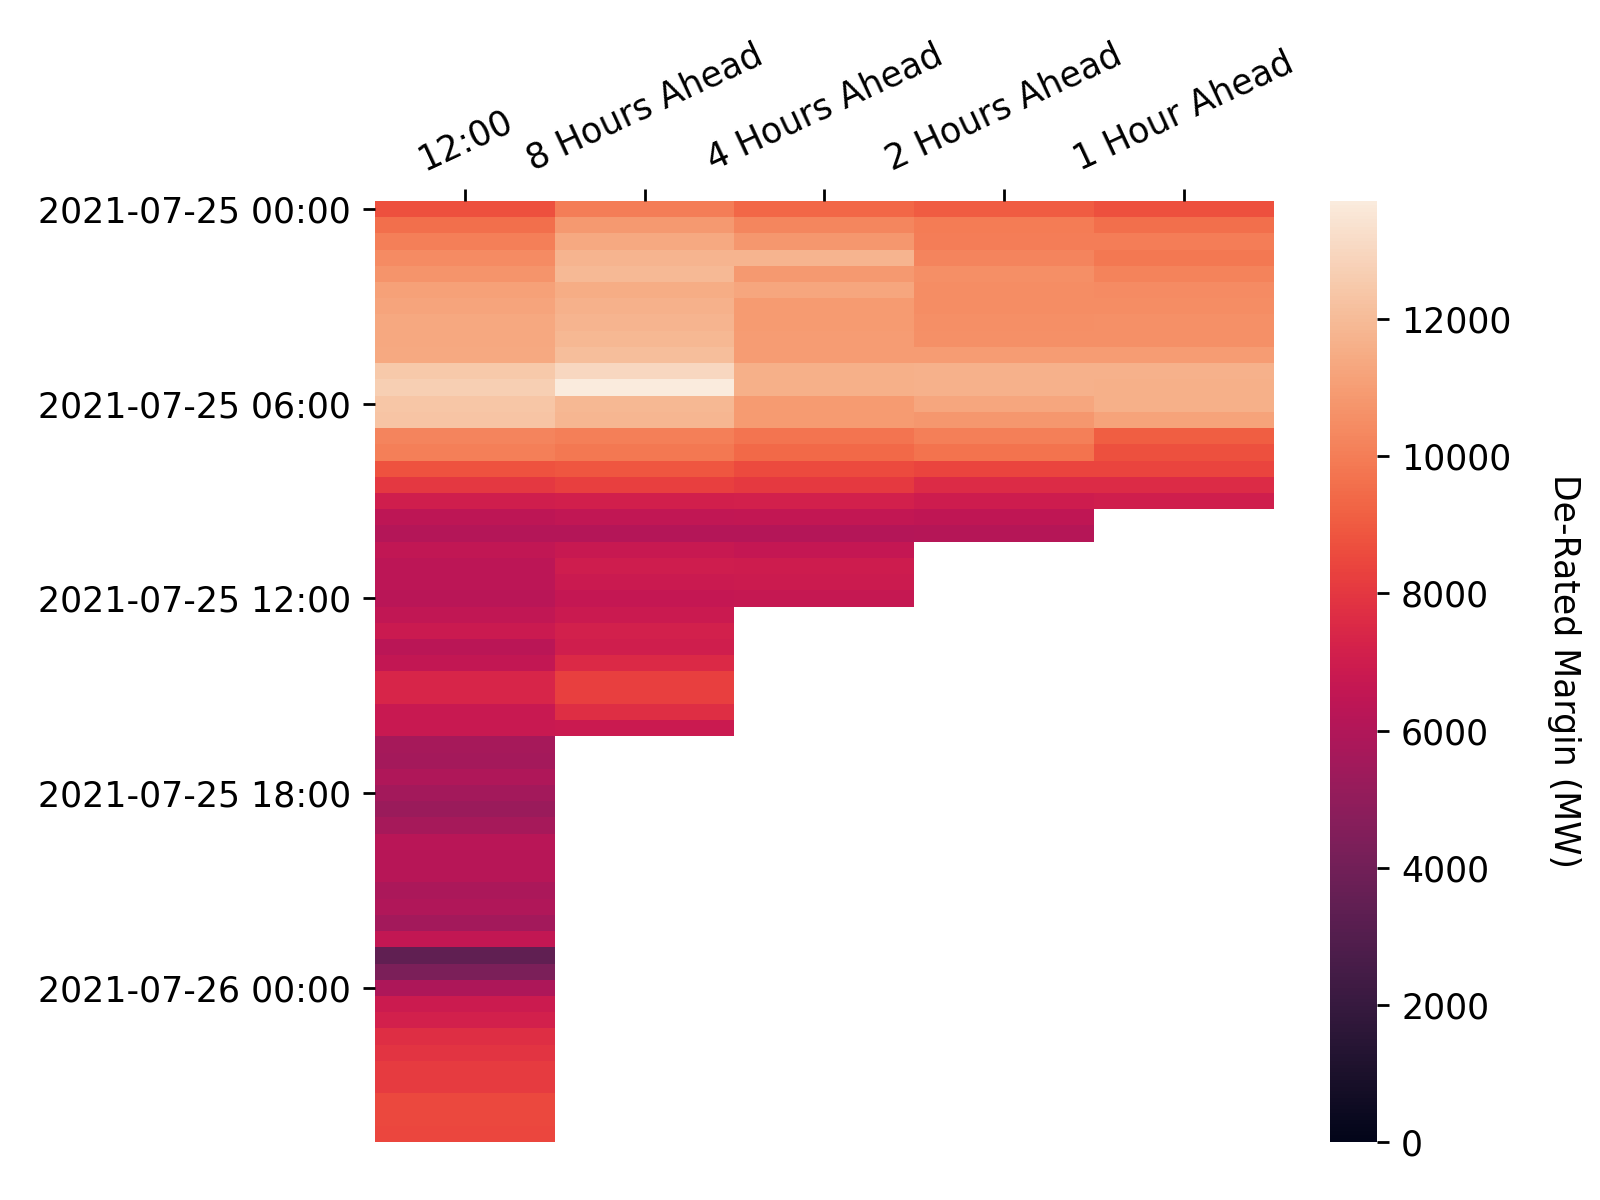 12:00
8 Hours Ahead
4 Hours Ahead
2 Hours Ahead
1 Hour Ahead
2021-07-25 00:00
2021-07-25 06:00
2021-07-25 12:00
2021-07-25 18:00
2021-07-26 00:00
12000
10000
8000
6000
4000
2000
0
De-Rated Margin (MW)